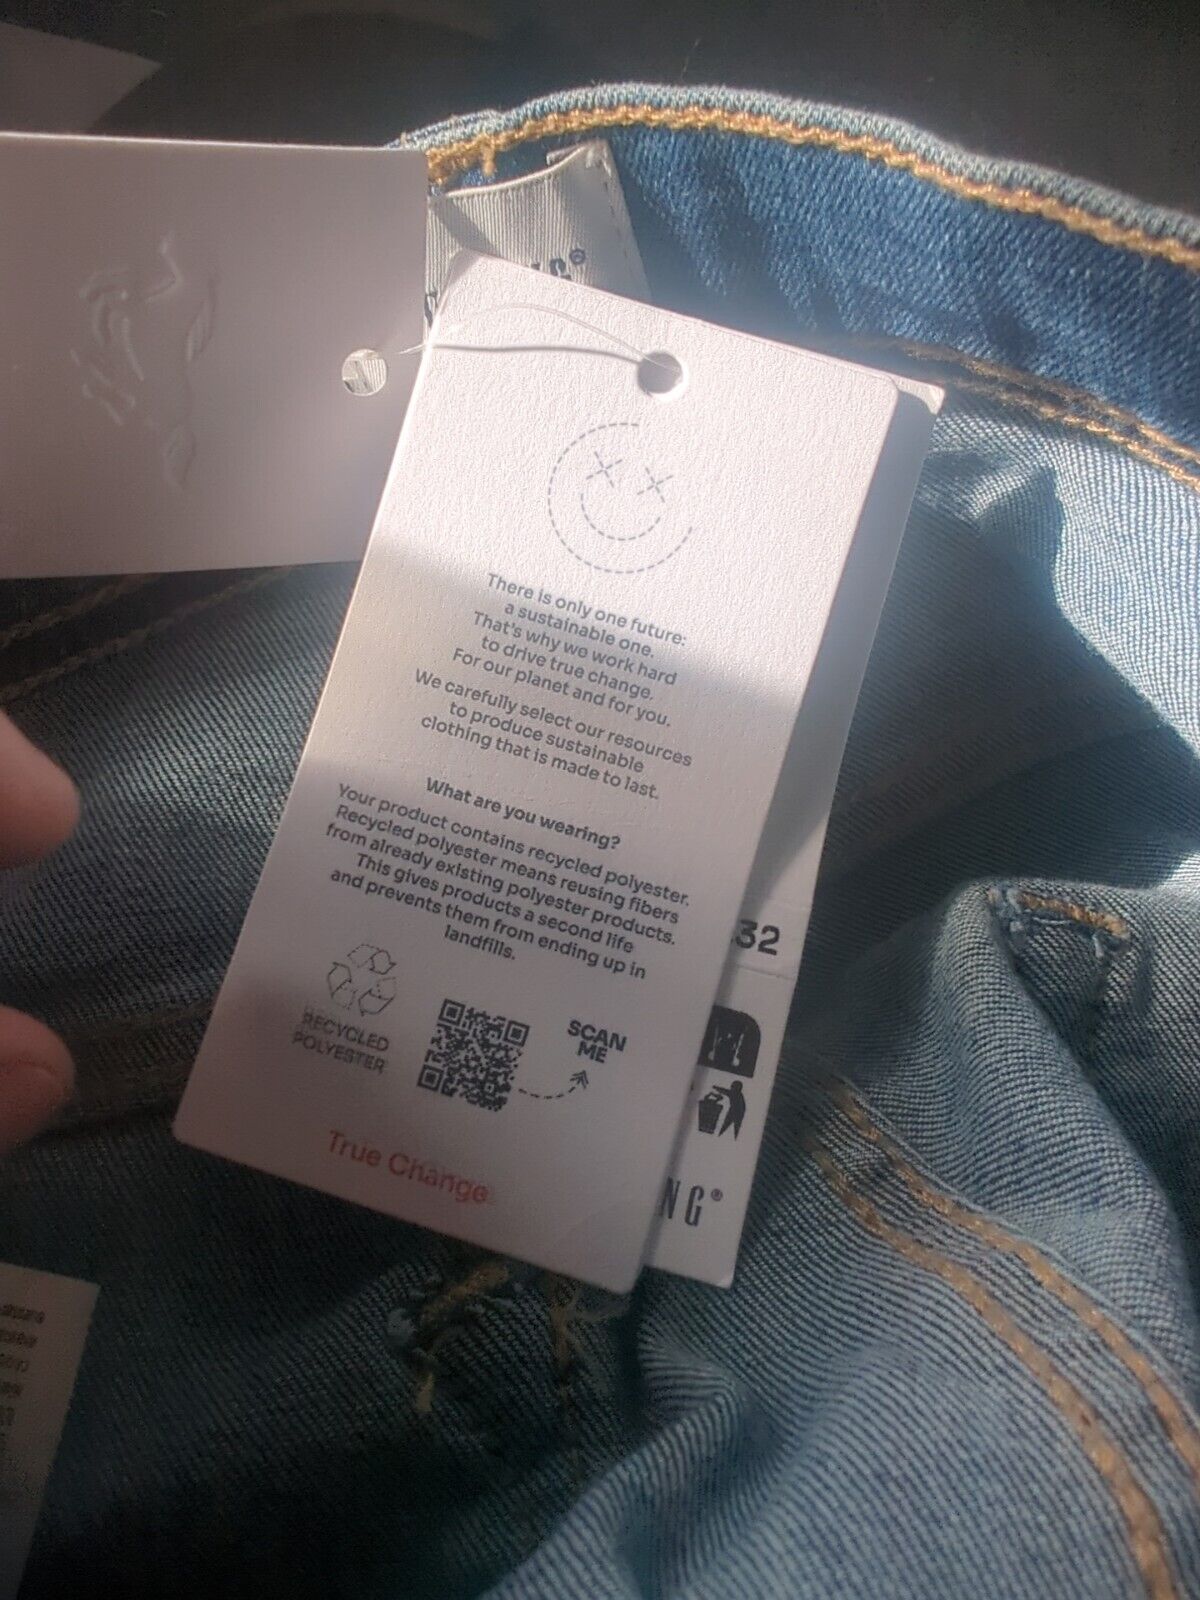 There is only one future:
a sustainable one.
That's why we work hard
to drive true change.
For our planet and for you.
We carefully select our resources
to produce sustainable
clothing that is made to last.
What are you wearing?
Your product contains recycled polyester.
Recycled polyester means reusing fibers
from already existing polyester products.
This gives products a second life
and prevents them from ending up in
landfills.
RECYCLED
POLYESTER
SCAN
ME
True Change
32
NG®